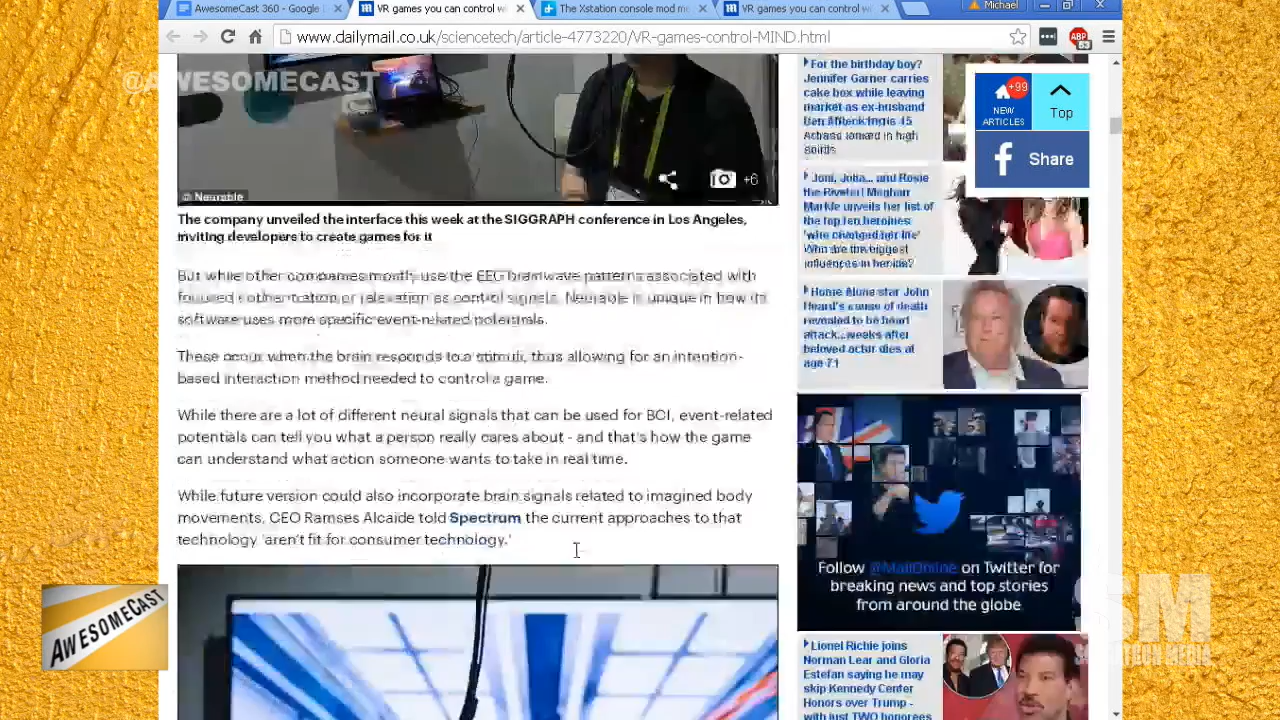 AwesomeCast 360 - Google
VR games you can control wi
The Xstation console mod m
VR games you can control wi
Michael
www.dailymail.co.uk/sciencetech/article-4773220/VR-games-control-MIND.html
ABP
53
@AWESOMECAST
© Neurable
+6
The company unveiled the interface this week at the SIGGRAPH conference in Los Angeles,
inviting developers to create games for it
But while other companies mostly use the EEG brainwave patterns associated with
focused concentration or relaxation as control signals, Neurable is unique in how its
software uses more specific event-related potentials.
These occur when the brain responds to a stimuli, thus allowing for an intention-
based interaction method needed to control a game.
While there are a lot of different neural signals that can be used for BCI, event-related
potentials can tell you what a person really cares about - and that's how the game
can understand what action someone wants to take in real time.
While future version could also incorporate brain signals related to imagined body
movements, CEO Ramses Alcaide told Spectrum the current approaches to that
technology 'aren't fit for consumer technology.'
For the birthday boy?
Jennifer Garner carries
cake box while leaving
market as ex-husband
Ben Affleck turns 45
Actress looked in high
spirits
+99
NEW
ARTICLES
Top
Share
Joni, Julia... and Rosie
the Riveter! Meghan
Markle unveils her list of
the top ten heroines
'who changed her life'
Who are the biggest
influences in her life?
Home Alone star John
Heard's cause of death
revealed to be heart
attack...weeks after
beloved actor dies at
age 71
Follow @MailOnline on Twitter for
breaking news and top stories
from around the globe
Lionel Richie joins
Norman Lear and Gloria
Estefan saying he may
skip Kennedy Center
Honors over Trump -
with just TWO honorees
AWESOMECAST
SM